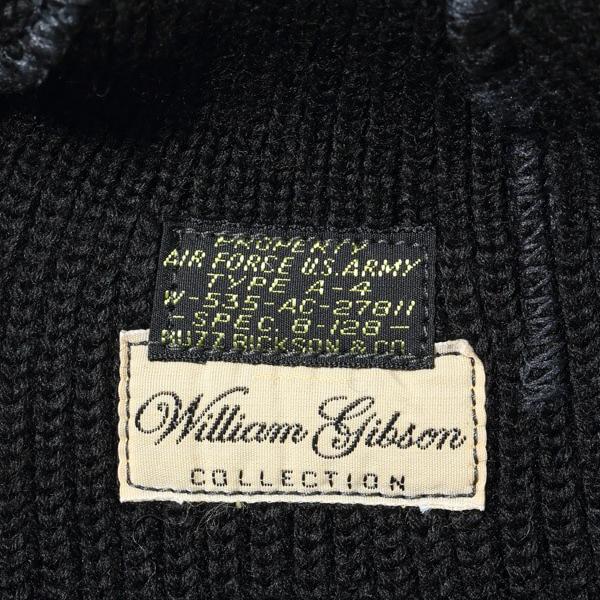 PROPERTY
AIR FORCE U.S. ARMY
TYPE A-4
W-535-AC-27811
- SPEC. 8-128 -
BUZZ RICKSON & CO.
William Gibson
COLLECTION